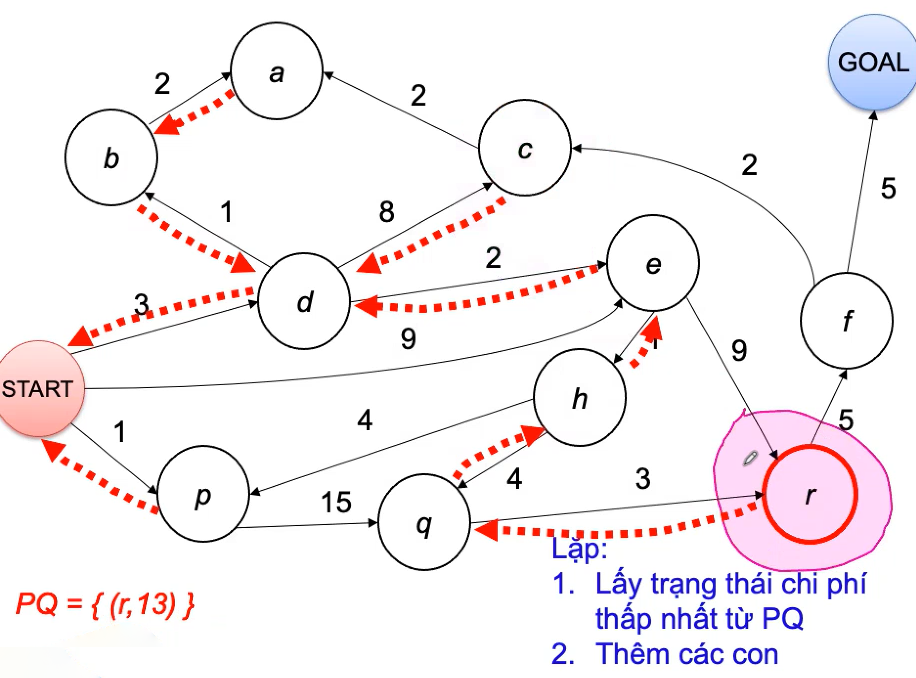 GOAL
a
2
2
b
c
2
5
1
8
2
e
d
f
3
9
9
START
h
1
4
5
1
4
3
p
15
q
r
Lặp:
PQ = { (r,13) }
1. Lấy trạng thái chi phí
thấp nhất từ PQ
2. Thêm các con